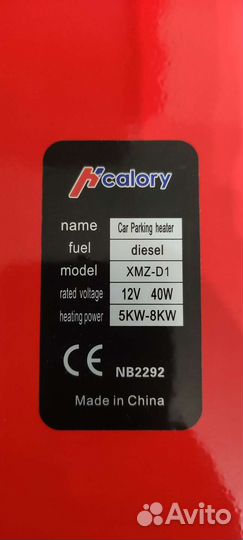 Hcalory
name Car Parking heater
fuel diesel
model XMZ-D1
rated voltage 12V 40W
heating power 5KW-8KW
CE NB2292
Made in China
Avito